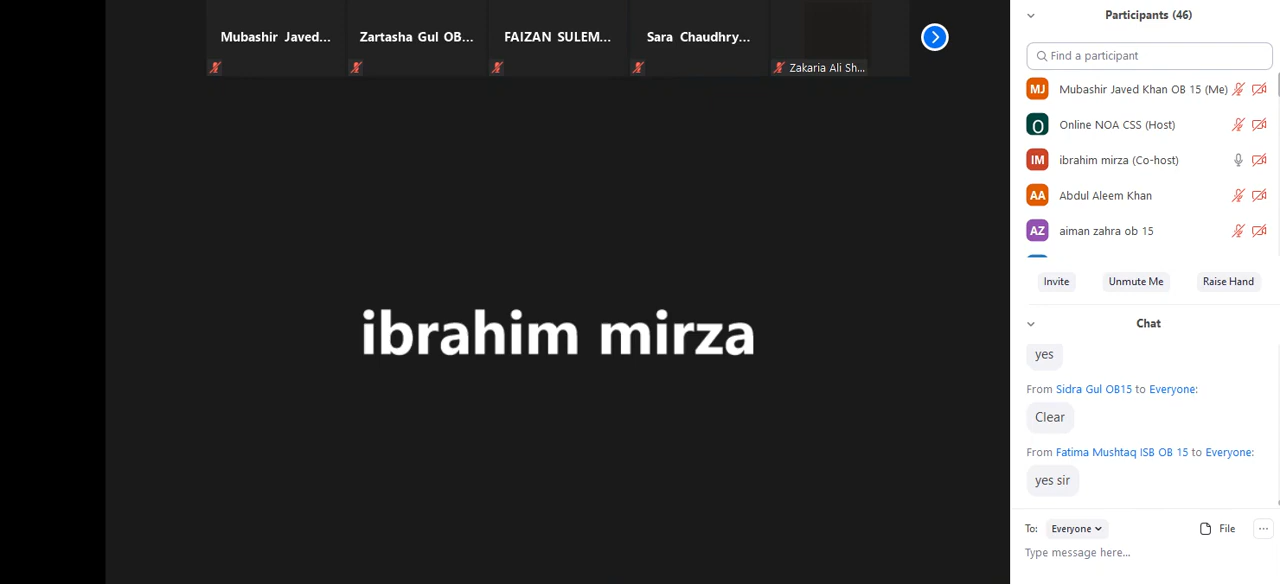 Mubashir Javed...
Zartasha Gul OB...
FAIZAN SULEM...
Sara Chaudhry...
Zakaria Ali Sh...
ibrahim mirza
Participants (46)
Find a participant
MJ Mubashir Javed Khan OB 15 (Me)
O Online NOA CSS (Host)
IM ibrahim mirza (Co-host)
AA Abdul Aleem Khan
AZ aiman zahra ob 15
Invite Unmute Me Raise Hand
Chat
yes
From Sidra Gul OB15 to Everyone:
Clear
From Fatima Mushtaq ISB OB 15 to Everyone:
yes sir
To: Everyone File ...
Type message here...